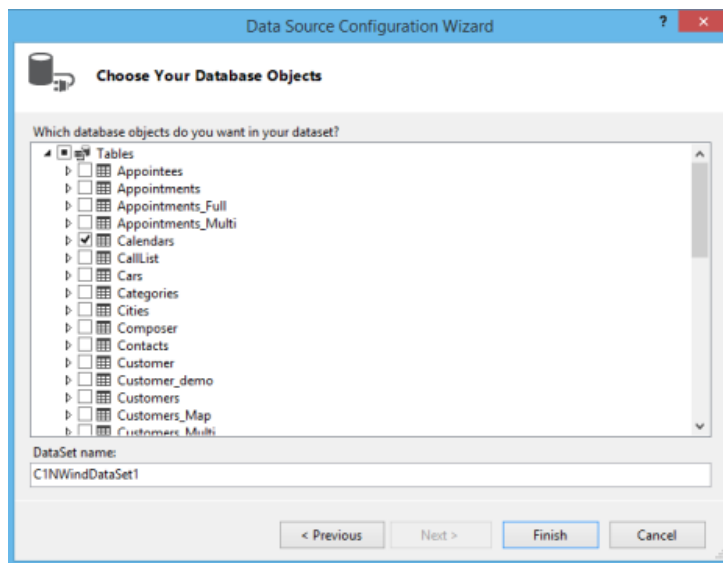 Data Source Configuration Wizard
?
Choose Your Database Objects
Which database objects do you want in your dataset?
Tables
Appointees
Appointments
Appointments_Full
Appointments_Multi
Calendars
CallList
Cars
Categories
Cities
Composer
Contacts
Customer
Customer_demo
Customers
Customers_Map
Customers_Multi
DataSet name:
C1NWindDataSet1
< Previous Next > Finish Cancel